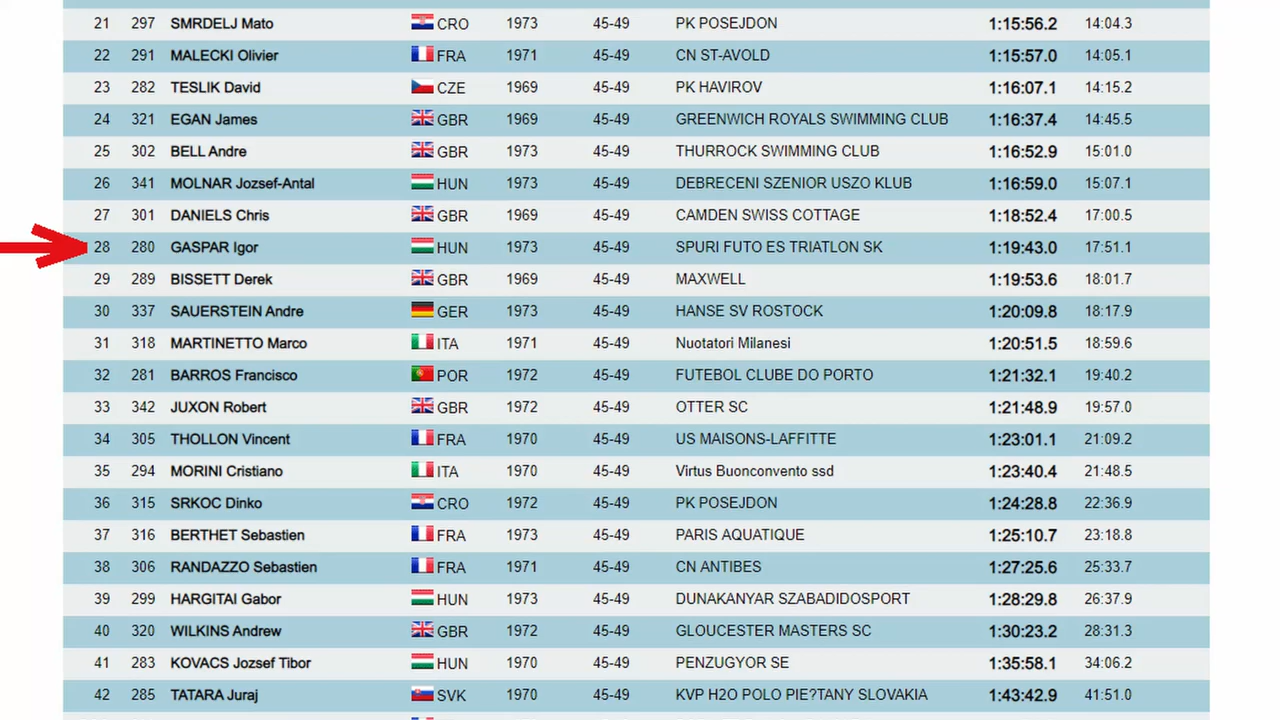 21 297 SMRDELJ Mato CRO 1973 45-49 PK POSEJDON 1:15:56.2 14:04.3
22 291 MALECKI Olivier FRA 1971 45-49 CN ST-AVOLD 1:15:57.0 14:05.1
23 282 TESLIK David CZE 1969 45-49 PK HAVIROV 1:16:07.1 14:15.2
24 321 EGAN James GBR 1969 45-49 GREENWICH ROYALS SWIMMING CLUB 1:16:37.4 14:45.5
25 302 BELL Andre GBR 1973 45-49 THURROCK SWIMMING CLUB 1:16:52.9 15:01.0
26 341 MOLNAR Jozsef-Antal HUN 1973 45-49 DEBRECENI SZENIOR USZO KLUB 1:16:59.0 15:07.1
27 301 DANIELS Chris GBR 1969 45-49 CAMDEN SWISS COTTAGE 1:18:52.4 17:00.5
28 280 GASPAR Igor HUN 1973 45-49 SPURI FUTO ES TRIATLON SK 1:19:43.0 17:51.1
29 289 BISSETT Derek GBR 1969 45-49 MAXWELL 1:19:53.6 18:01.7
30 337 SAUERSTEIN Andre GER 1973 45-49 HANSE SV ROSTOCK 1:20:09.8 18:17.9
31 318 MARTINETTO Marco ITA 1971 45-49 Nuotatori Milanesi 1:20:51.5 18:59.6
32 281 BARROS Francisco POR 1972 45-49 FUTEBOL CLUBE DO PORTO 1:21:32.1 19:40.2
33 342 JUXON Robert GBR 1972 45-49 OTTER SC 1:21:48.9 19:57.0
34 305 THOLLON Vincent FRA 1970 45-49 US MAISONS-LAFFITTE 1:23:01.1 21:09.2
35 294 MORINI Cristiano ITA 1970 45-49 Virtus Buonconvento ssd 1:23:40.4 21:48.5
36 315 SRKOC Dinko CRO 1972 45-49 PK POSEJDON 1:24:28.8 22:36.9
37 316 BERTHET Sebastien FRA 1973 45-49 PARIS AQUATIQUE 1:25:10.7 23:18.8
38 306 RANDAZZO Sebastien FRA 1971 45-49 CN ANTIBES 1:27:25.6 25:33.7
39 299 HARGITAI Gabor HUN 1973 45-49 DUNAKANYAR SZABADIDOSPORT 1:28:29.8 26:37.9
40 320 WILKINS Andrew GBR 1972 45-49 GLOUCESTER MASTERS SC 1:30:23.2 28:31.3
41 283 KOVACS Jozsef Tibor HUN 1970 45-49 PENZUGYOR SE 1:35:58.1 34:06.2
42 285 TATARA Juraj SVK 1970 45-49 KVP H2O POLO PIE?TANY SLOVAKIA 1:43:42.9 41:51.0